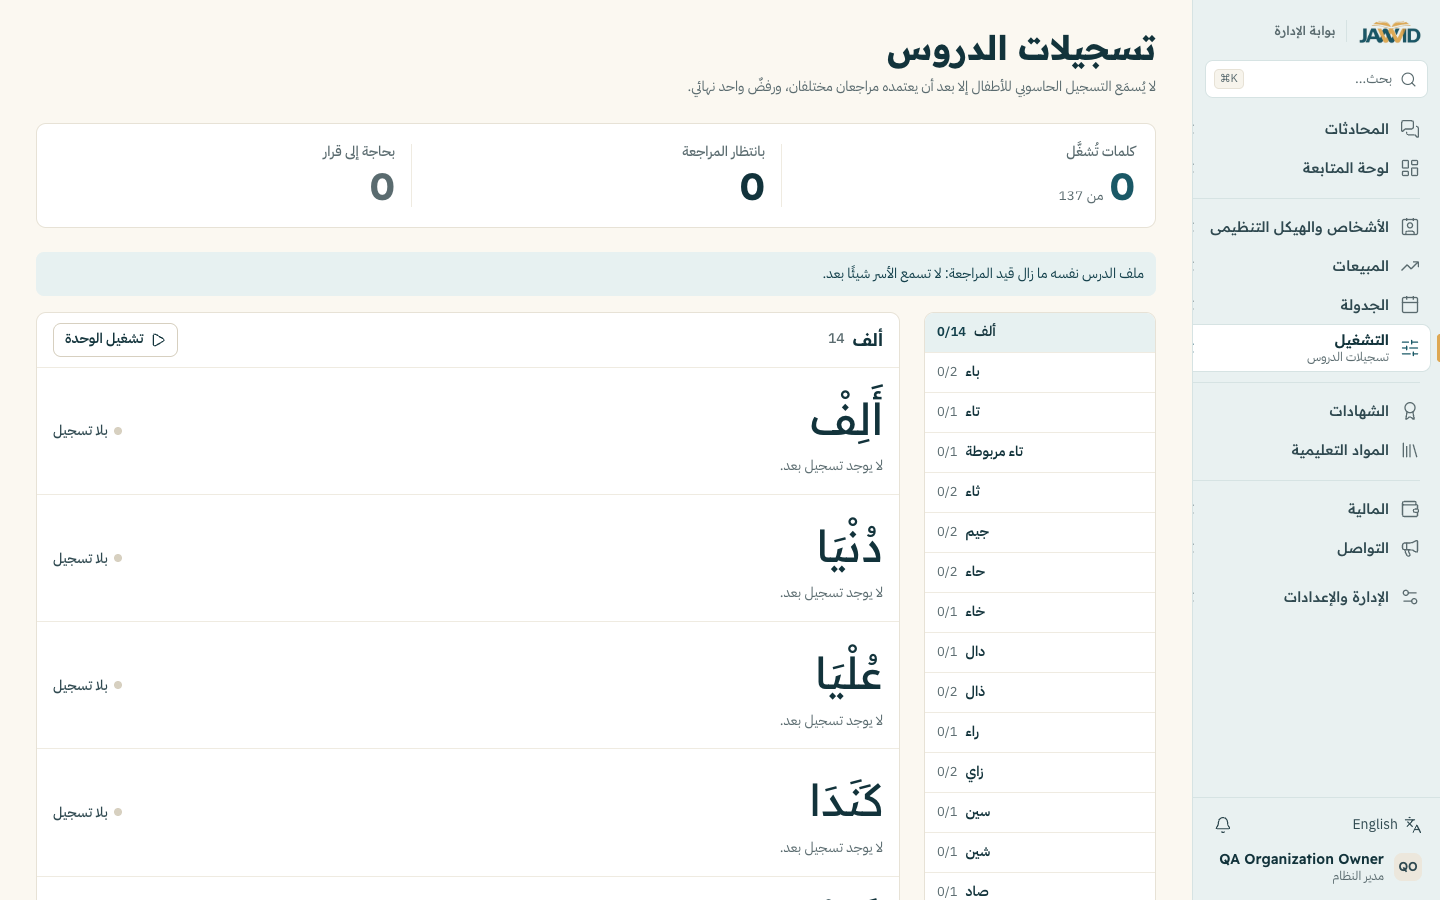 JAWWID
بوابة الإدارة
بحث...
⌘K
المحادثات
لوحة المتابعة
الأشخاص والهيكل التنظيمي
المبيعات
الجدولة
التشغيل
تسجيلات الدروس
الشهادات
المواد التعليمية
المالية
التواصل
الإدارة والإعدادات
English
QA Organization Owner
مدير النظام
QO
تسجيلات الدروس
لا يُسمَع التسجيل الحاسوبي للأطفال إلا بعد أن يعتمده مراجعان مختلفان، ورفضٌ واحد نهائي.
كلمات تُشغَّل
0 من 137
بانتظار المراجعة
0
بحاجة إلى قرار
0
ملف الدرس نفسه ما زال قيد المراجعة: لا تسمع الأسر شيئًا بعد.
ألف 0/14
باء 0/2
تاء 0/1
تاء مربوطة 0/1
ثاء 0/2
جيم 0/2
حاء 0/2
خاء 0/1
دال 0/1
ذال 0/2
راء 0/1
زاي 0/2
سين 0/1
شين 0/1
صاد 0/1
ألف 14
تشغيل الوحدة
أَلِفْ
لا يوجد تسجيل بعد.
بلا تسجيل
دُنْيَا
لا يوجد تسجيل بعد.
بلا تسجيل
عُلْيَا
لا يوجد تسجيل بعد.
بلا تسجيل
كَنَدَا
لا يوجد تسجيل بعد.
بلا تسجيل